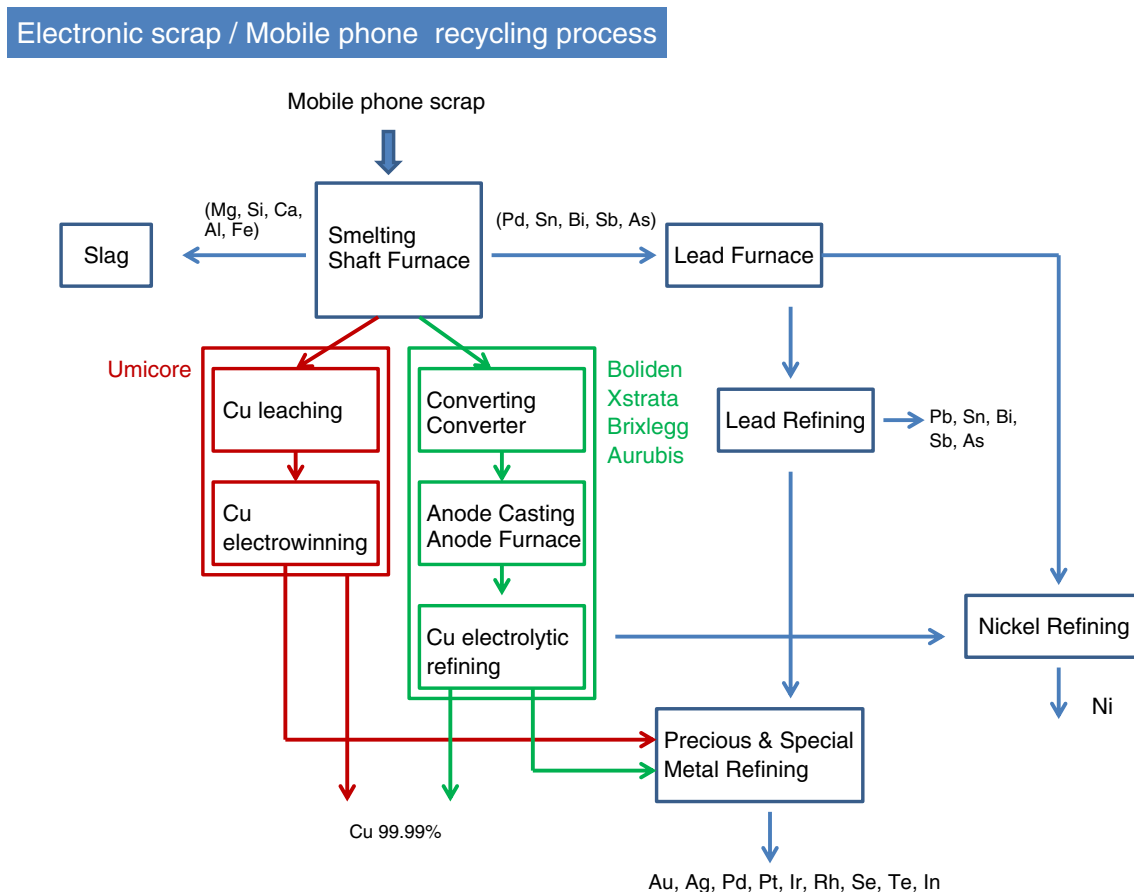 Electronic scrap / Mobile phone recycling process
Mobile phone scrap
(Mg, Si, Ca,
Al, Fe)
(Pd, Sn, Bi, Sb, As)
Slag
Smelting
Shaft Furnace
Lead Furnace
Umicore
Boliden
Xstrata
Brixlegg
Aurubis
Cu leaching
Converting
Converter
Lead Refining
Pb, Sn, Bi,
Sb, As
Cu
electrowinning
Anode Casting
Anode Furnace
Cu electrolytic
refining
Nickel Refining
Ni
Precious & Special
Metal Refining
Cu 99.99%
Au, Ag, Pd, Pt, Ir, Rh, Se, Te, In